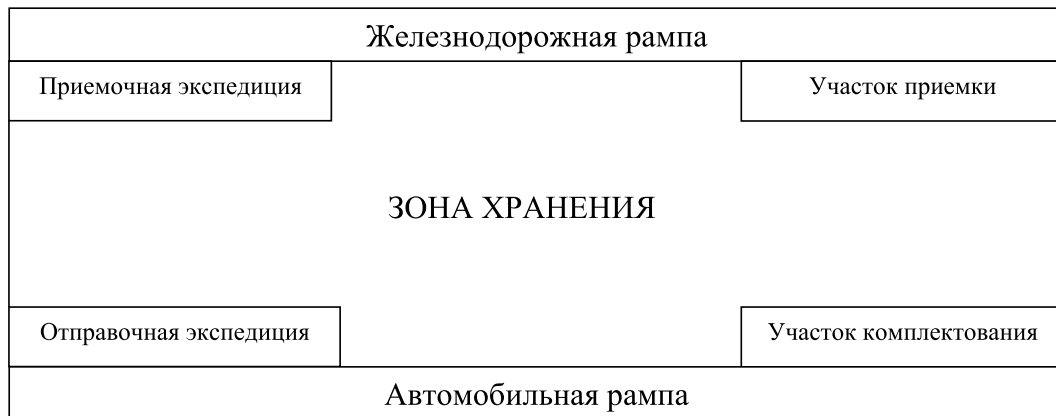 Железнодорожная рампа
Приемочная экспедиция
Участок приемки
ЗОНА ХРАНЕНИЯ
Отправочная экспедиция
Участок комплектования
Автомобильная рампа